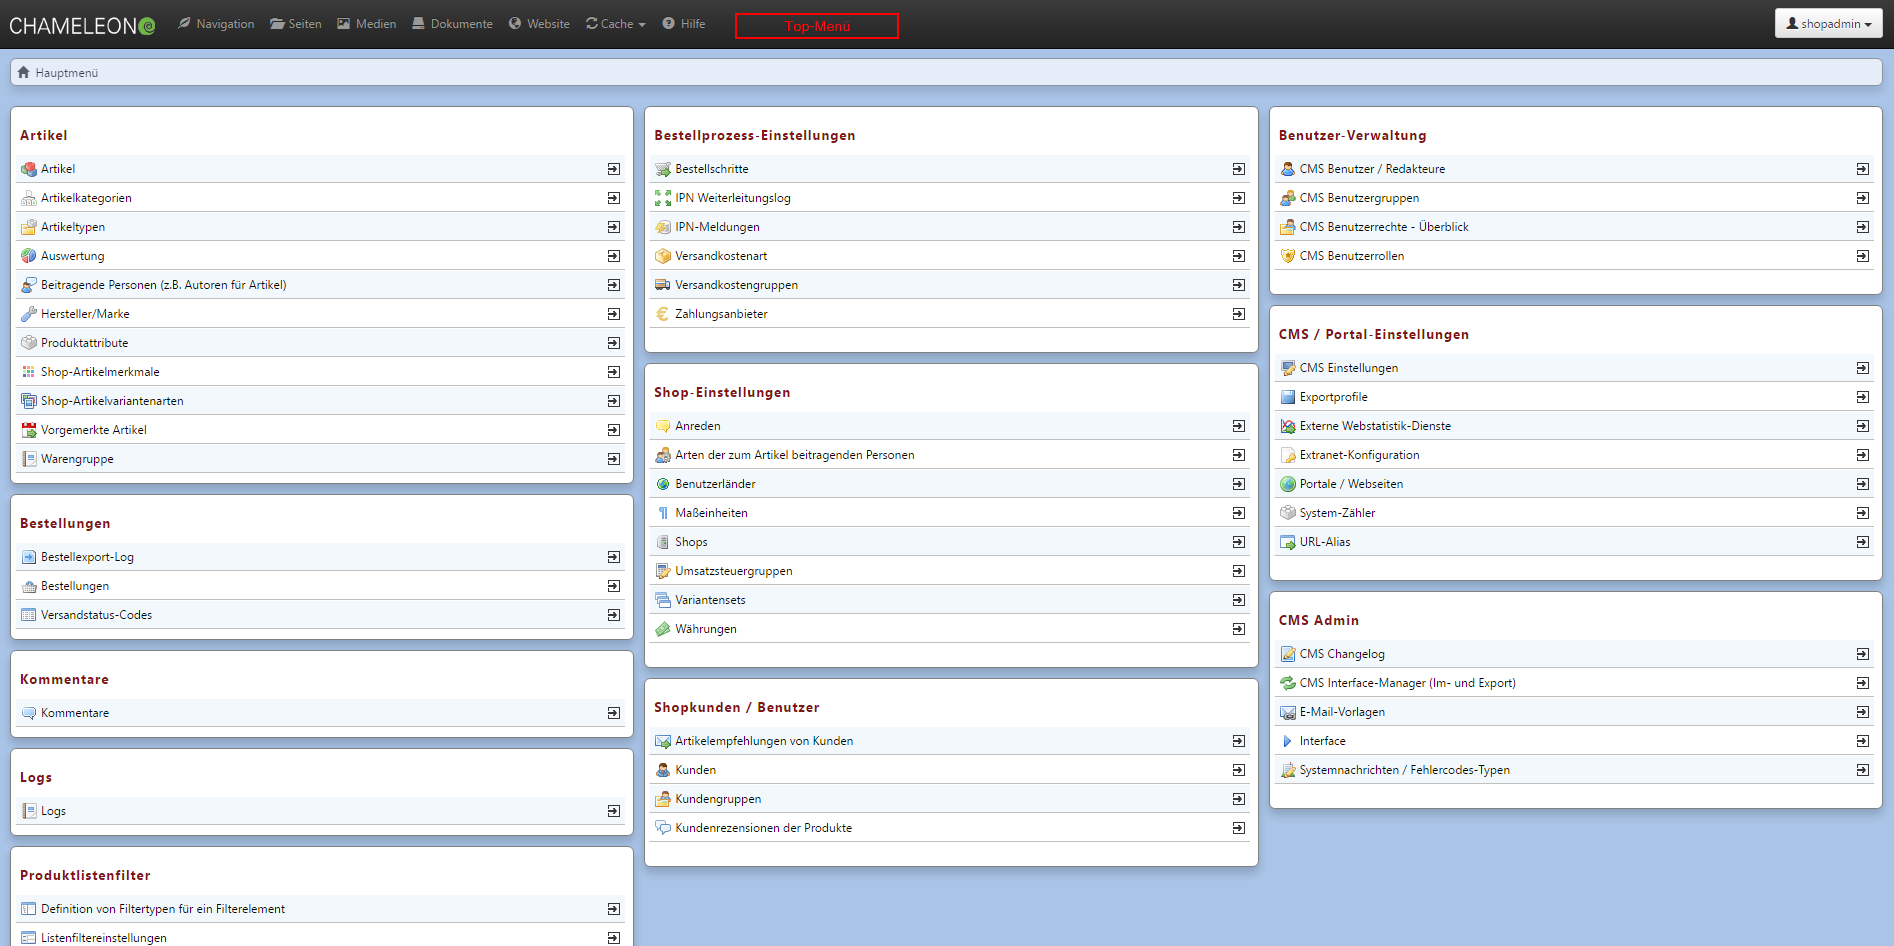 CHAMELEON Navigation Seiten Medien Dokumente Website Cache Hilfe Top-Menü shopadmin
Hauptmenü
Artikel
Artikel
Artikelkategorien
Artikeltypen
Auswertung
Beitragende Personen (z.B. Autoren für Artikel)
Hersteller/Marke
Produktattribute
Shop-Artikelmerkmale
Shop-Artikelvariantenarten
Vorgemerkte Artikel
Warengruppe
Bestellungen
Bestellexport-Log
Bestellungen
Versandstatus-Codes
Kommentare
Kommentare
Logs
Logs
Produktlistenfilter
Definition von Filtertypen für ein Filterelement
Listenfiltereinstellungen
Bestellprozess-Einstellungen
Bestellschritte
IPN Weiterleitungslog
IPN-Meldungen
Versandkostenart
Versandkostengruppen
Zahlungsanbieter
Shop-Einstellungen
Anreden
Arten der zum Artikel beitragenden Personen
Benutzerländer
Maßeinheiten
Shops
Umsatzsteuergruppen
Variantensets
Währungen
Shopkunden / Benutzer
Artikelempfehlungen von Kunden
Kunden
Kundengruppen
Kundenrezensionen der Produkte
Benutzer-Verwaltung
CMS Benutzer / Redakteure
CMS Benutzergruppen
CMS Benutzerrechte - Überblick
CMS Benutzerrollen
CMS / Portal-Einstellungen
CMS Einstellungen
Exportprofile
Externe Webstatistik-Dienste
Extranet-Konfiguration
Portale / Webseiten
System-Zähler
URL-Alias
CMS Admin
CMS Changelog
CMS Interface-Manager (Im- und Export)
E-Mail-Vorlagen
Interface
Systemnachrichten / Fehlercodes-Typen